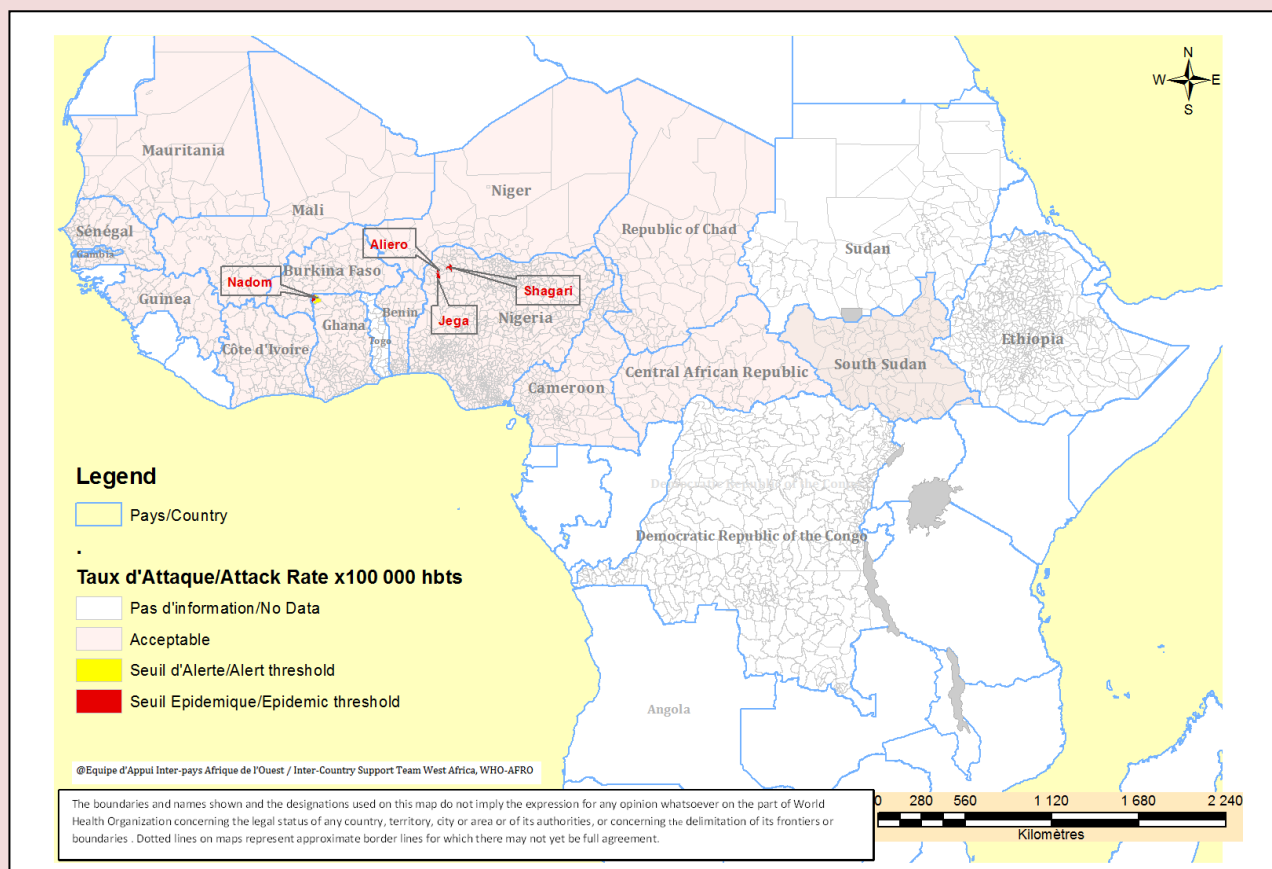 N
W E
S
Mauritania
Niger
Mali
Sénégal
Gambia
Republic of Chad
Sudan
Aliero
Burkina Faso
Nadom
Shagari
Guinea
Benin
Jega
Nigeria
Ghana
Togo
Côte d'Ivoire
Ethiopia
South Sudan
Central African Republic
Cameroon
Democratic Republic of the Congo
Democratic Republic of the Congo
Angola
Legend
Pays/Country
.
Taux d'Attaque/Attack Rate x100 000 hbts
Pas d'information/No Data
Acceptable
Seuil d'Alerte/Alert threshold
Seuil Epidemique/Epidemic threshold
@Equipe d'Appui Inter-pays Afrique de l'Ouest / Inter-Country Support Team West Africa, WHO-AFRO
The boundaries and names shown and the designations used on this map do not imply the expression for any opinion whatsoever on the part of World
Health Organization concerning the legal status of any country, territory, city or area or of its authorities, or concerning the delimitation of its frontiers or
boundaries . Dotted lines on maps represent approximate border lines for which there may not yet be full agreement.
0 280 560 1 120 1 680 2 240
Kilomètres